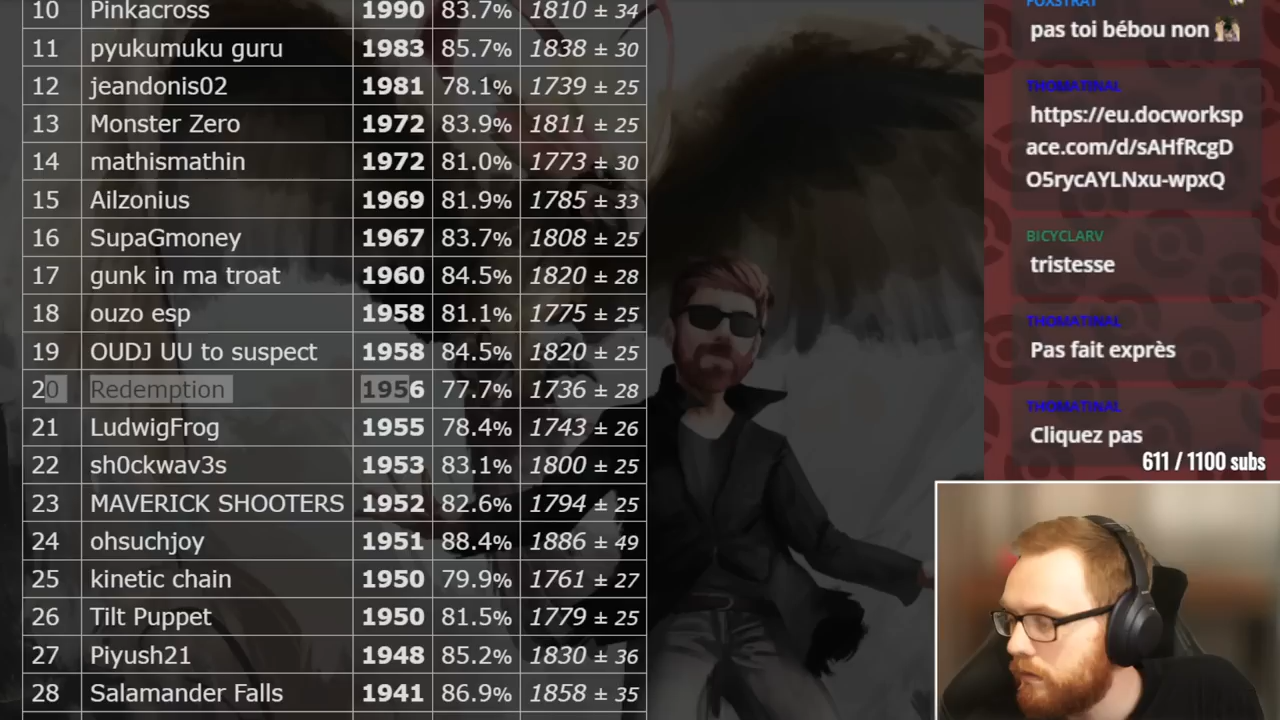 10 Pinkacross 1990 83.7% 1810 ± 34
11 pyukumuku guru 1983 85.7% 1838 ± 30
12 jeandonis02 1981 78.1% 1739 ± 25
13 Monster Zero 1972 83.9% 1811 ± 25
14 mathismathin 1972 81.0% 1773 ± 30
15 Ailzonius 1969 81.9% 1785 ± 33
16 SupaGmoney 1967 83.7% 1808 ± 25
17 gunk in ma troat 1960 84.5% 1820 ± 28
18 ouzo esp 1958 81.1% 1775 ± 25
19 OUDJ UU to suspect 1958 84.5% 1820 ± 25
20 Redemption 1956 77.7% 1736 ± 28
21 LudwigFrog 1955 78.4% 1743 ± 26
22 sh0ckwav3s 1953 83.1% 1800 ± 25
23 MAVERICK SHOOTERS 1952 82.6% 1794 ± 25
24 ohsuchjoy 1951 88.4% 1886 ± 49
25 kinetic chain 1950 79.9% 1761 ± 27
26 Tilt Puppet 1950 81.5% 1779 ± 25
27 Piyush21 1948 85.2% 1830 ± 36
28 Salamander Falls 1941 86.9% 1858 ± 35
FOXSTRAT
pas toi bébou non
THOMATINAL
https://eu.docworksp
ace.com/d/sAHfRcgD
O5rycAYLNxu-wpxQ
BICYCLARV
tristesse
THOMATINAL
Pas fait exprès
THOMATINAL
Cliquez pas
611 / 1100 subs